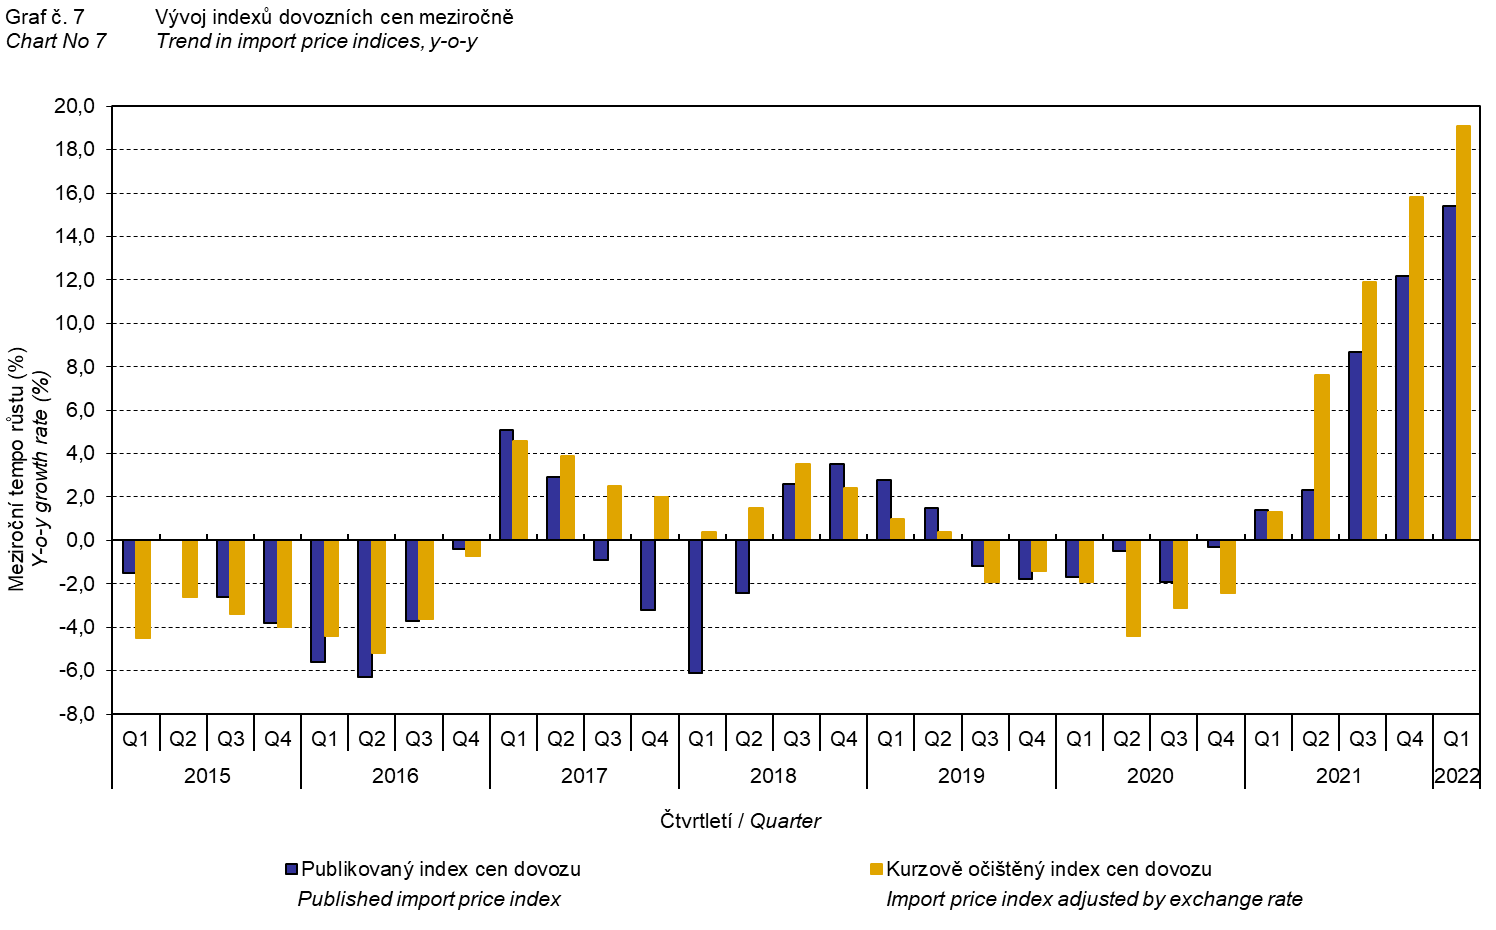 Graf č. 7 Vývoj indexů dovozních cen meziročně
Chart No 7 Trend in import price indices, y-o-y
Meziroční tempo růstu (%)
Y-o-y growth rate (%)
20,0
18,0
16,0
14,0
12,0
10,0
8,0
6,0
4,0
2,0
0,0
-2,0
-4,0
-6,0
-8,0
Q1 Q2 Q3 Q4 Q1 Q2 Q3 Q4 Q1 Q2 Q3 Q4 Q1 Q2 Q3 Q4 Q1 Q2 Q3 Q4 Q1 Q2 Q3 Q4 Q1 Q2 Q3 Q4 Q1
2015 2016 2017 2018 2019 2020 2021 2022
Čtvrtletí / Quarter
Publikovaný index cen dovozu Kurzově očištěný index cen dovozu
Published import price index Import price index adjusted by exchange rate